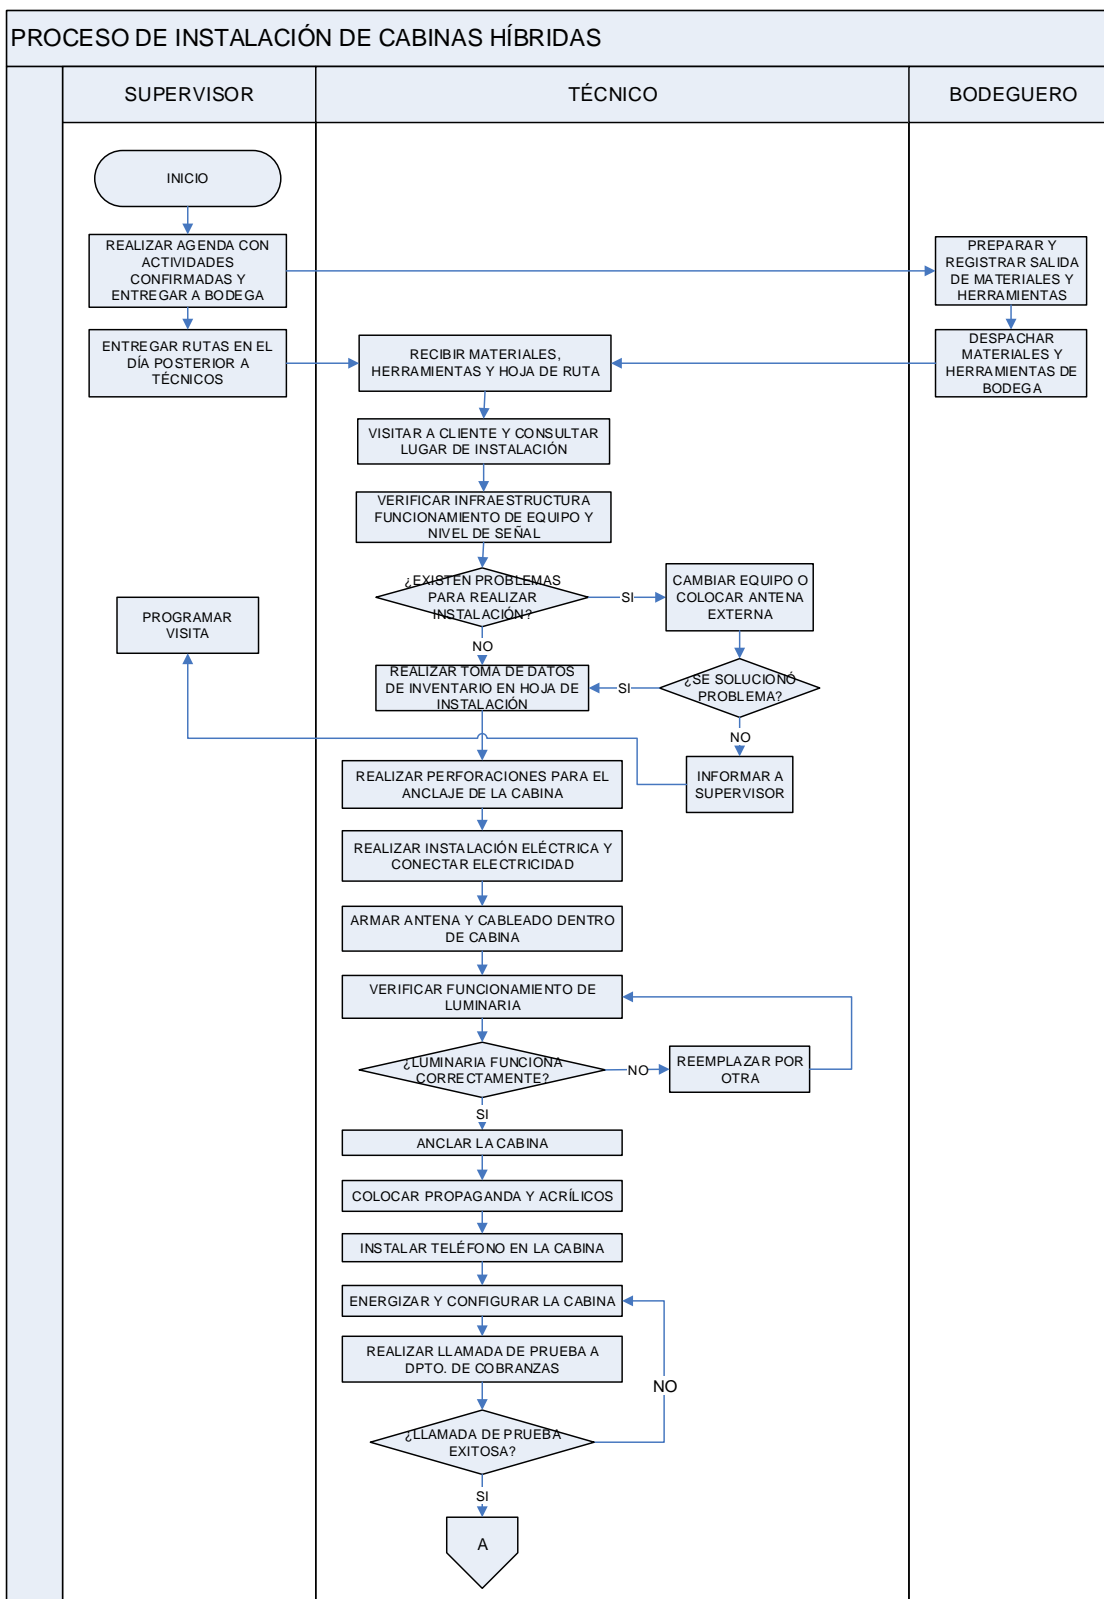 PROCESO DE INSTALACIÓN DE CABINAS HÍBRIDAS
SUPERVISOR
TÉCNICO
BODEGUERO
INICIO
REALIZAR AGENDA CON
ACTIVIDADES
CONFIRMADAS Y
ENTREGAR A BODEGA
PREPARAR Y
REGISTRAR SALIDA
DE MATERIALES Y
HERRAMIENTAS
ENTREGAR RUTAS EN EL
DÍA POSTERIOR A
TÉCNICOS
RECIBIR MATERIALES,
HERRAMIENTAS Y HOJA DE RUTA
DESPACHAR
MATERIALES Y
HERRAMIENTAS DE
BODEGA
VISITAR A CLIENTE Y CONSULTAR
LUGAR DE INSTALACIÓN
VERIFICAR INFRAESTRUCTURA
FUNCIONAMIENTO DE EQUIPO Y
NIVEL DE SEÑAL
¿EXISTEN PROBLEMAS
PARA REALIZAR
INSTALACIÓN?
SI
CAMBIAR EQUIPO O
COLOCAR ANTENA
EXTERNA
PROGRAMAR
VISITA
NO
REALIZAR TOMA DE DATOS
DE INVENTARIO EN HOJA DE
INSTALACIÓN
SI
¿SE SOLUCIONÓ
PROBLEMA?
NO
REALIZAR PERFORACIONES PARA EL
ANCLAJE DE LA CABINA
INFORMAR A
SUPERVISOR
REALIZAR INSTALACIÓN ELÉCTRICA Y
CONECTAR ELECTRICIDAD
ARMAR ANTENA Y CABLEADO DENTRO
DE CABINA
VERIFICAR FUNCIONAMIENTO DE
LUMINARIA
¿LUMINARIA FUNCIONA
CORRECTAMENTE?
NO
REEMPLAZAR POR
OTRA
SI
ANCLAR LA CABINA
COLOCAR PROPAGANDA Y ACRÍLICOS
INSTALAR TELÉFONO EN LA CABINA
ENERGIZAR Y CONFIGURAR LA CABINA
REALIZAR LLAMADA DE PRUEBA A
DPTO. DE COBRANZAS
NO
¿LLAMADA DE PRUEBA
EXITOSA?
SI
A